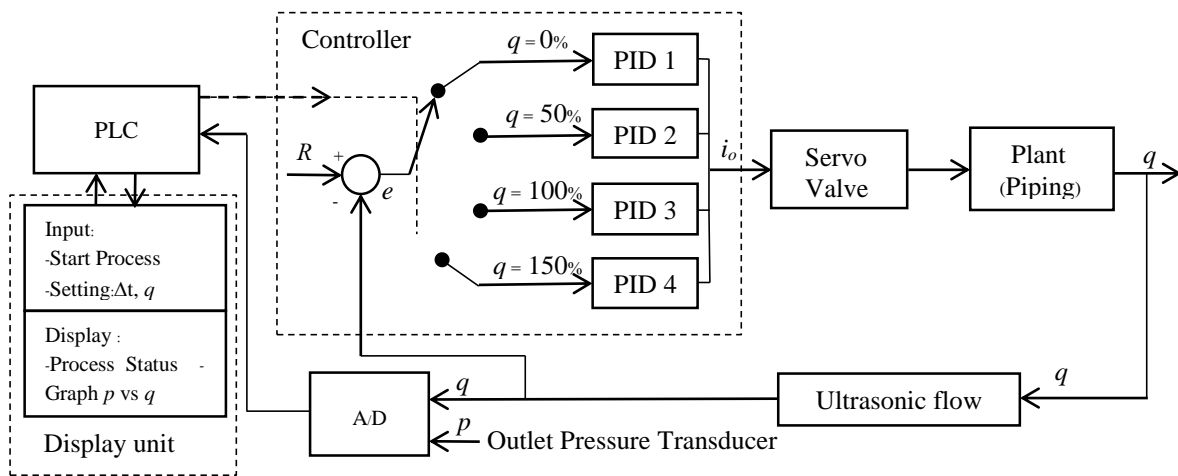 Controller
q = 0%
PID 1
PLC
q = 50%
PID 2
R
+
-
e
i₀
Servo
Valve
Plant
(Piping)
q
q = 100%
PID 3
q = 150%
PID 4
Input:
-Start Process
-Setting:Δt, q
Display :
-Process Status -
Graph p vs q
Display unit
A/D
q
p
Outlet Pressure Transducer
Ultrasonic flow
q